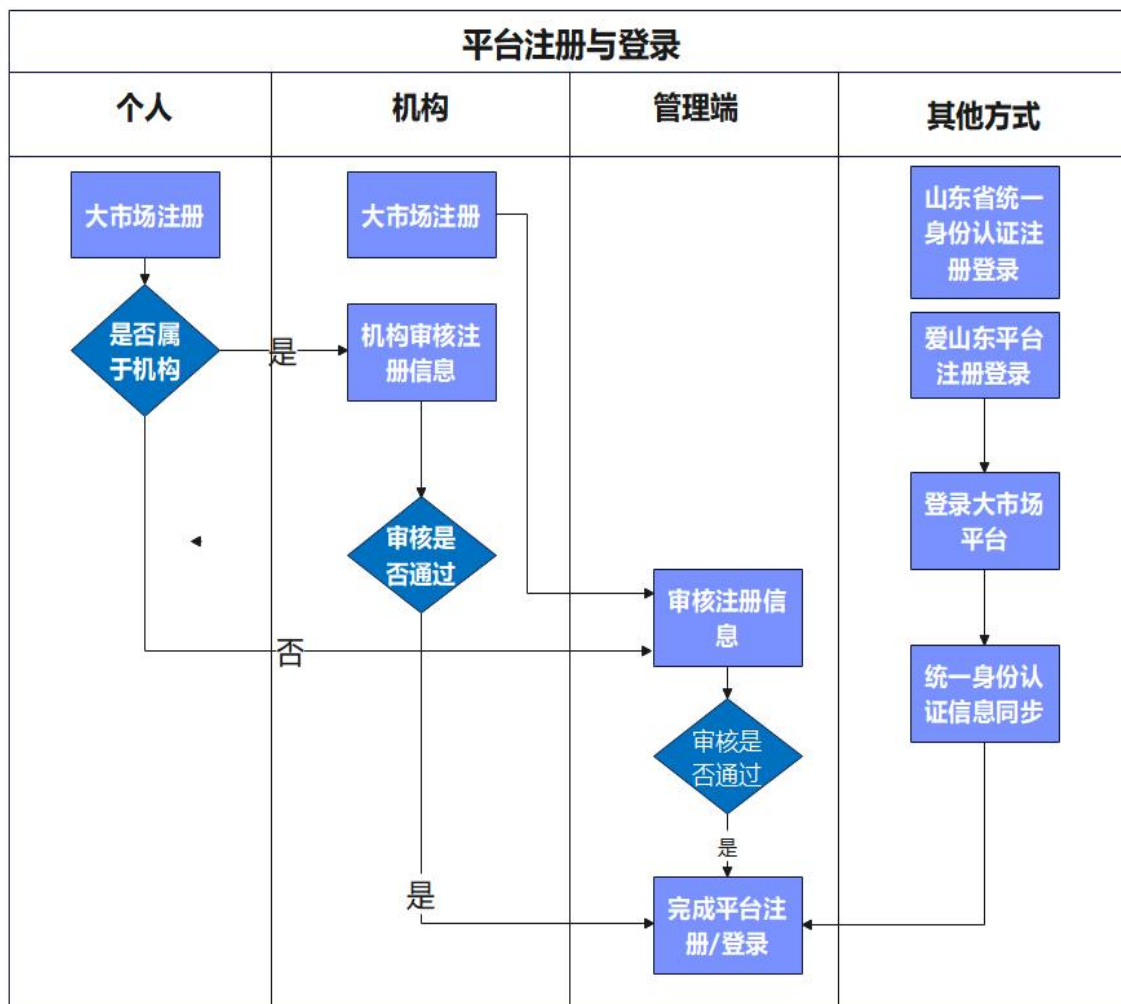 平台注册与登录
个人
机构
管理端
其他方式
大市场注册
大市场注册
山东省统一
身份认证注
册登录
是否属
于机构
是
机构审核注
册信息
爱山东平台
注册登录
审核是
否通过
登录大市场
平台
审核注册信
息
否
统一身份认
证信息同步
审核是
否通过
是
是
完成平台注
册/登录